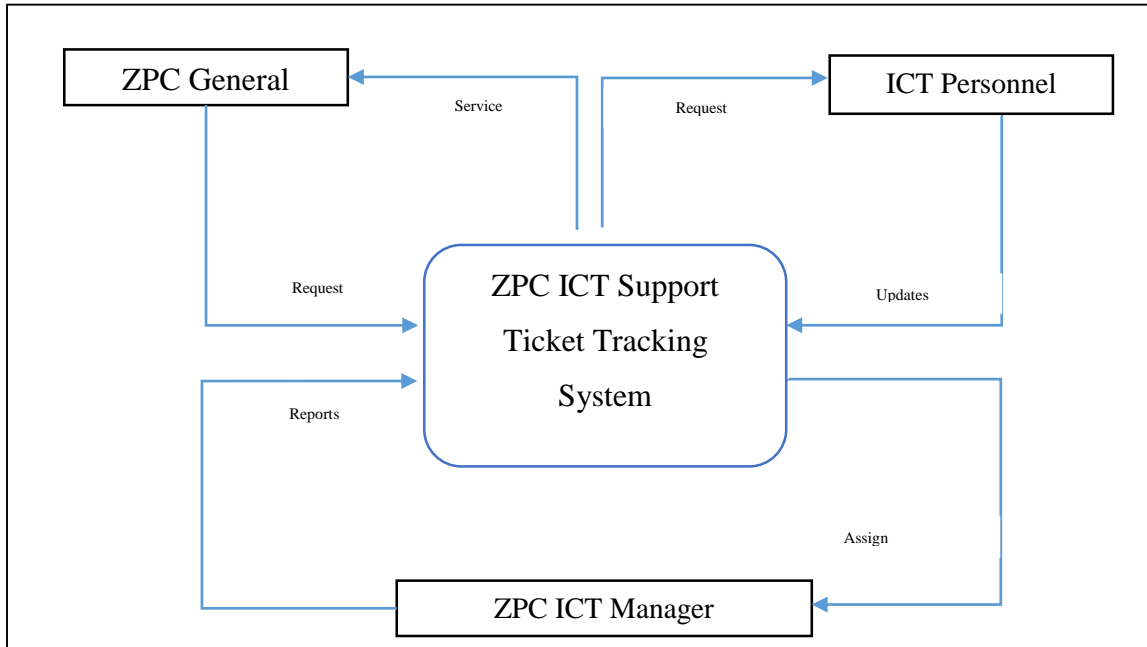 ZPC General
ICT Personnel
Service
Request
ZPC ICT Support
Ticket Tracking
System
Request
Updates
Reports
Assign
ZPC ICT Manager